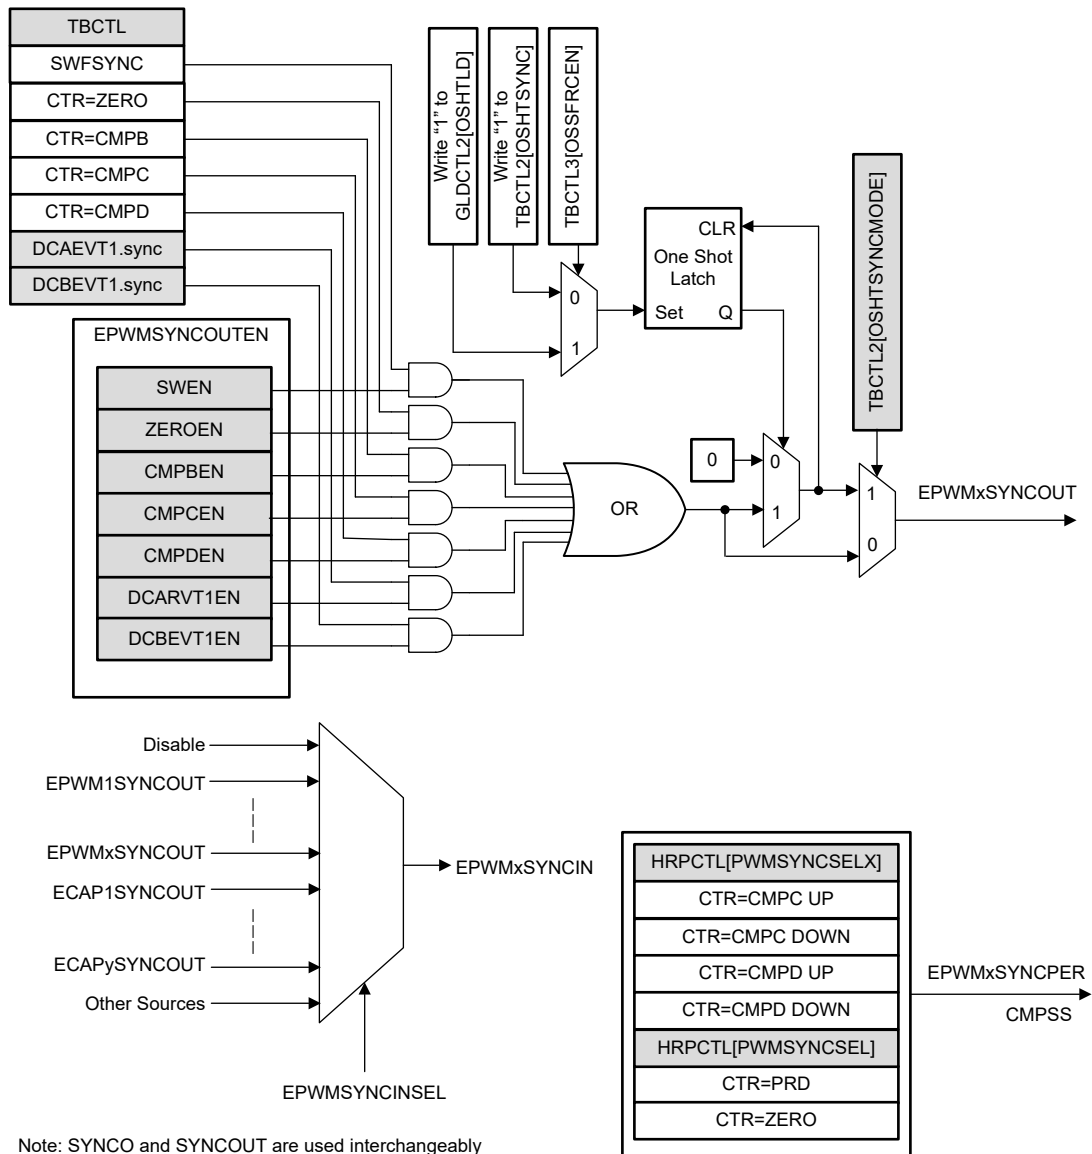 TBCTL
SWFSYNC
CTR=ZERO
CTR=CMPB
CTR=CMPC
CTR=CMPD
DCAEVT1.sync
DCBEVT1.sync
EPWMSYNCOUTEN
SWEN
ZEROEN
CMPBEN
CMPCEN
CMPDEN
DCARVT1EN
DCBEVT1EN
Write “1” to
GLDCTL2[OSHTLD]
Write “1” to
TBCTL2[OSHTSYNC]
TBCTL3[OSSFRCEN]
0
1
CLR
One Shot
Latch
Set Q
TBCTL2[OSHTSYNCMODE]
OR
0
0
1
1
0
EPWMxSYNCOUT
Disable
EPWM1SYNCOUT
EPWMxSYNCOUT
ECAP1SYNCOUT
ECAPySYNCOUT
Other Sources
EPWMxSYNCIN
EPWMSYNCINSEL
HRPCTL[PWMSYNCSELX]
CTR=CMPC UP
CTR=CMPC DOWN
CTR=CMPD UP
CTR=CMPD DOWN
HRPCTL[PWMSYNCSEL]
CTR=PRD
CTR=ZERO
EPWMxSYNCPER
CMPSS
Note: SYNCO and SYNCOUT are used interchangeably